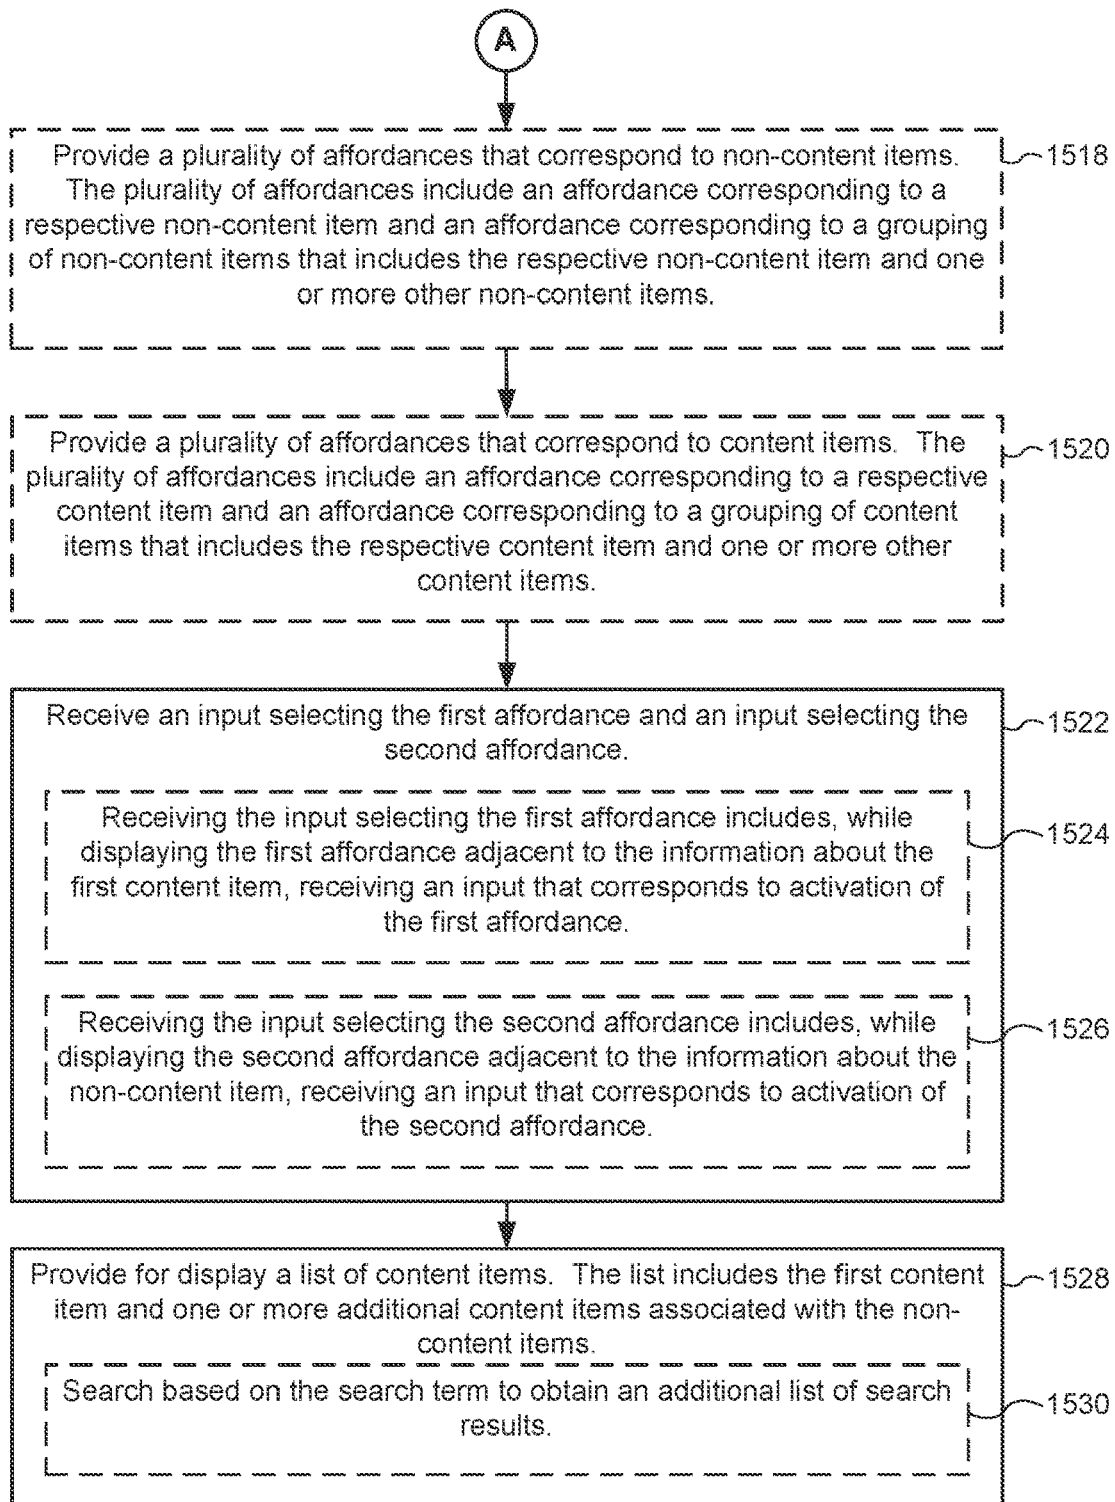 A
Provide a plurality of affordances that correspond to non-content items.
The plurality of affordances include an affordance corresponding to a
respective non-content item and an affordance corresponding to a grouping
of non-content items that includes the respective non-content item and one
or more other non-content items.
1518
Provide a plurality of affordances that correspond to content items. The
plurality of affordances include an affordance corresponding to a respective
content item and an affordance corresponding to a grouping of content
items that includes the respective content item and one or more other
content items.
1520
Receive an input selecting the first affordance and an input selecting the
second affordance.
1522
Receiving the input selecting the first affordance includes, while
displaying the first affordance adjacent to the information about the
first content item, receiving an input that corresponds to activation of
the first affordance.
1524
Receiving the input selecting the second affordance includes, while
displaying the second affordance adjacent to the information about the
non-content item, receiving an input that corresponds to activation of
the second affordance.
1526
Provide for display a list of content items. The list includes the first content
item and one or more additional content items associated with the non-
content items.
1528
Search based on the search term to obtain an additional list of search
results.
1530